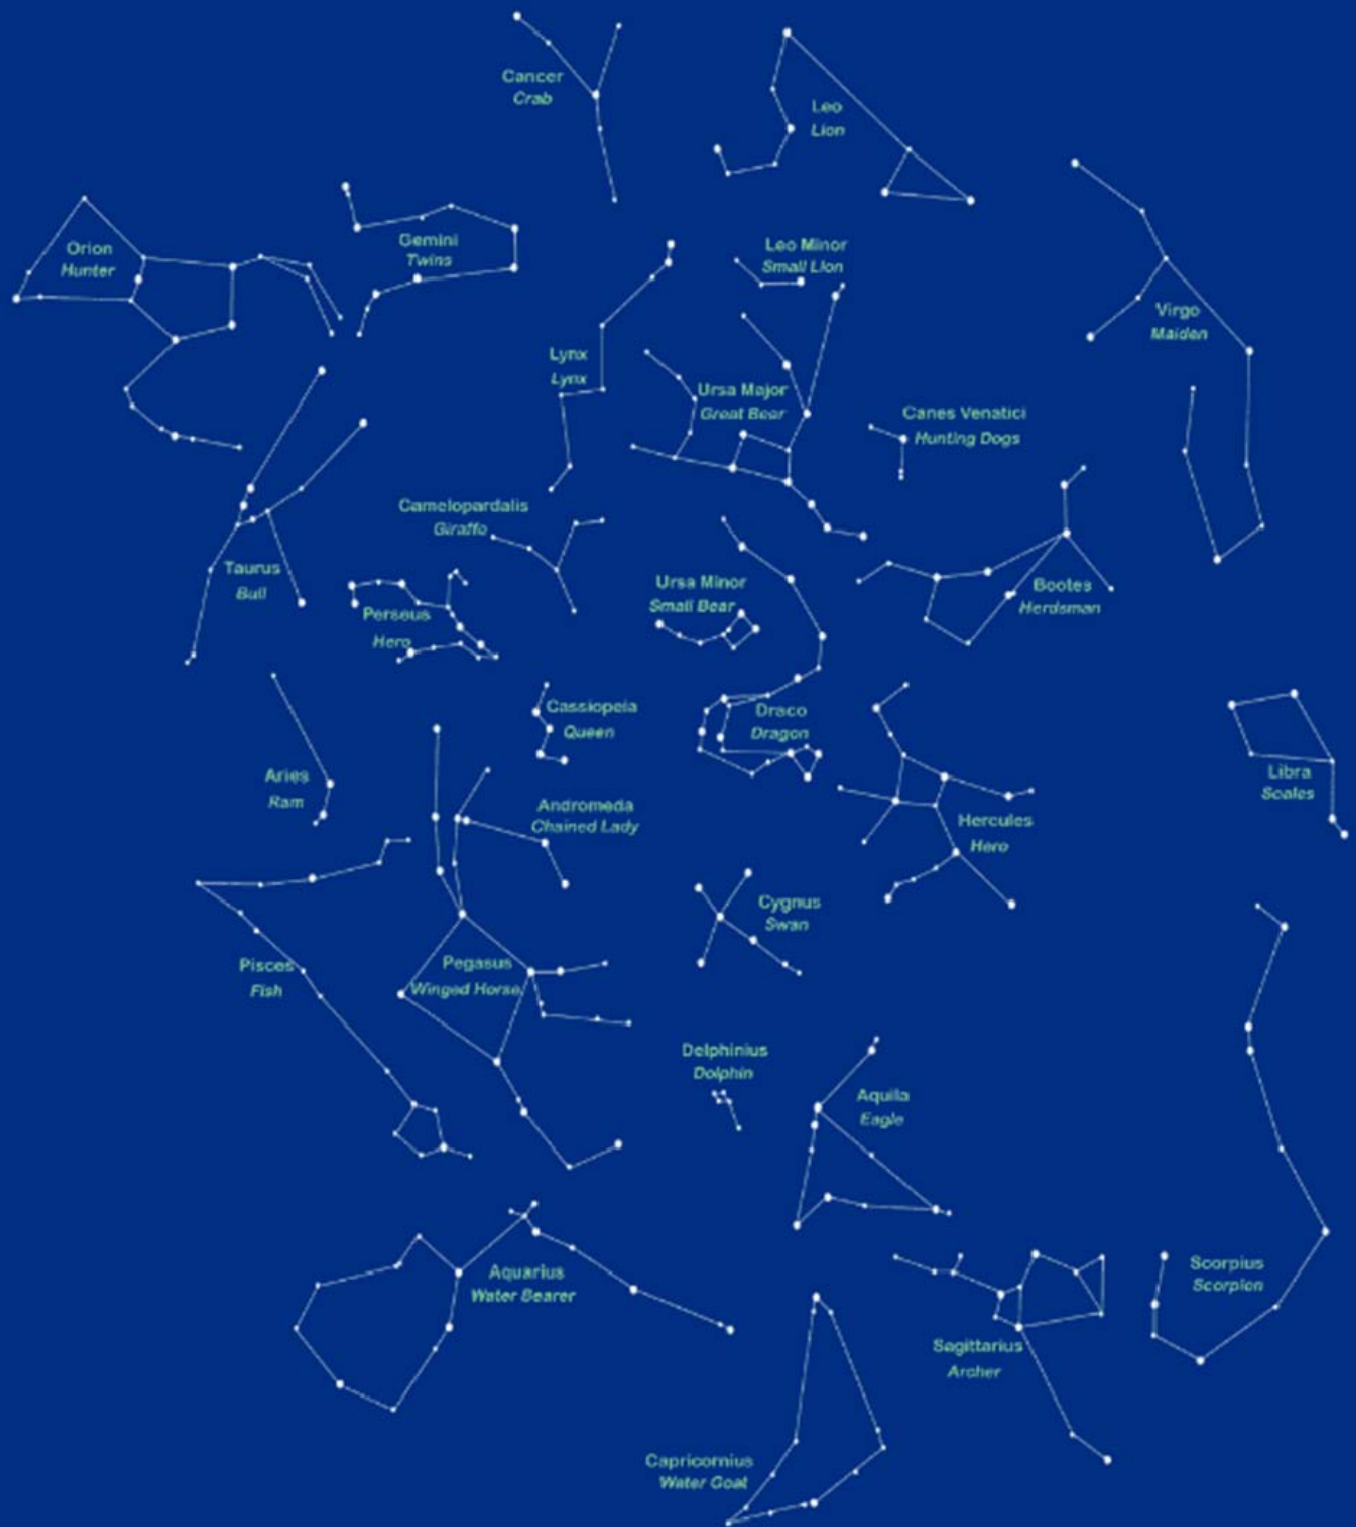 Cancer
Crab
Leo
Lion
Orion
Hunter
Gemini
Twins
Leo Minor
Small Lion
Virgo
Maiden
Lynx
Lynx
Ursa Major
Great Bear
Canes Venatici
Hunting Dogs
Camelopardalis
Giraffe
Taurus
Bull
Perseus
Hero
Ursa Minor
Small Bear
Bootes
Herdsman
Cassiopeia
Queen
Draco
Dragon
Aries
Ram
Andromeda
Chained Lady
Hercules
Hero
Libra
Scales
Pisces
Fish
Pegasus
Winged Horse
Cygnus
Swan
Delphinius
Dolphin
Aquila
Eagle
Aquarius
Water Bearer
Scorpius
Scorpion
Sagittarius
Archer
Capricornius
Water Goat